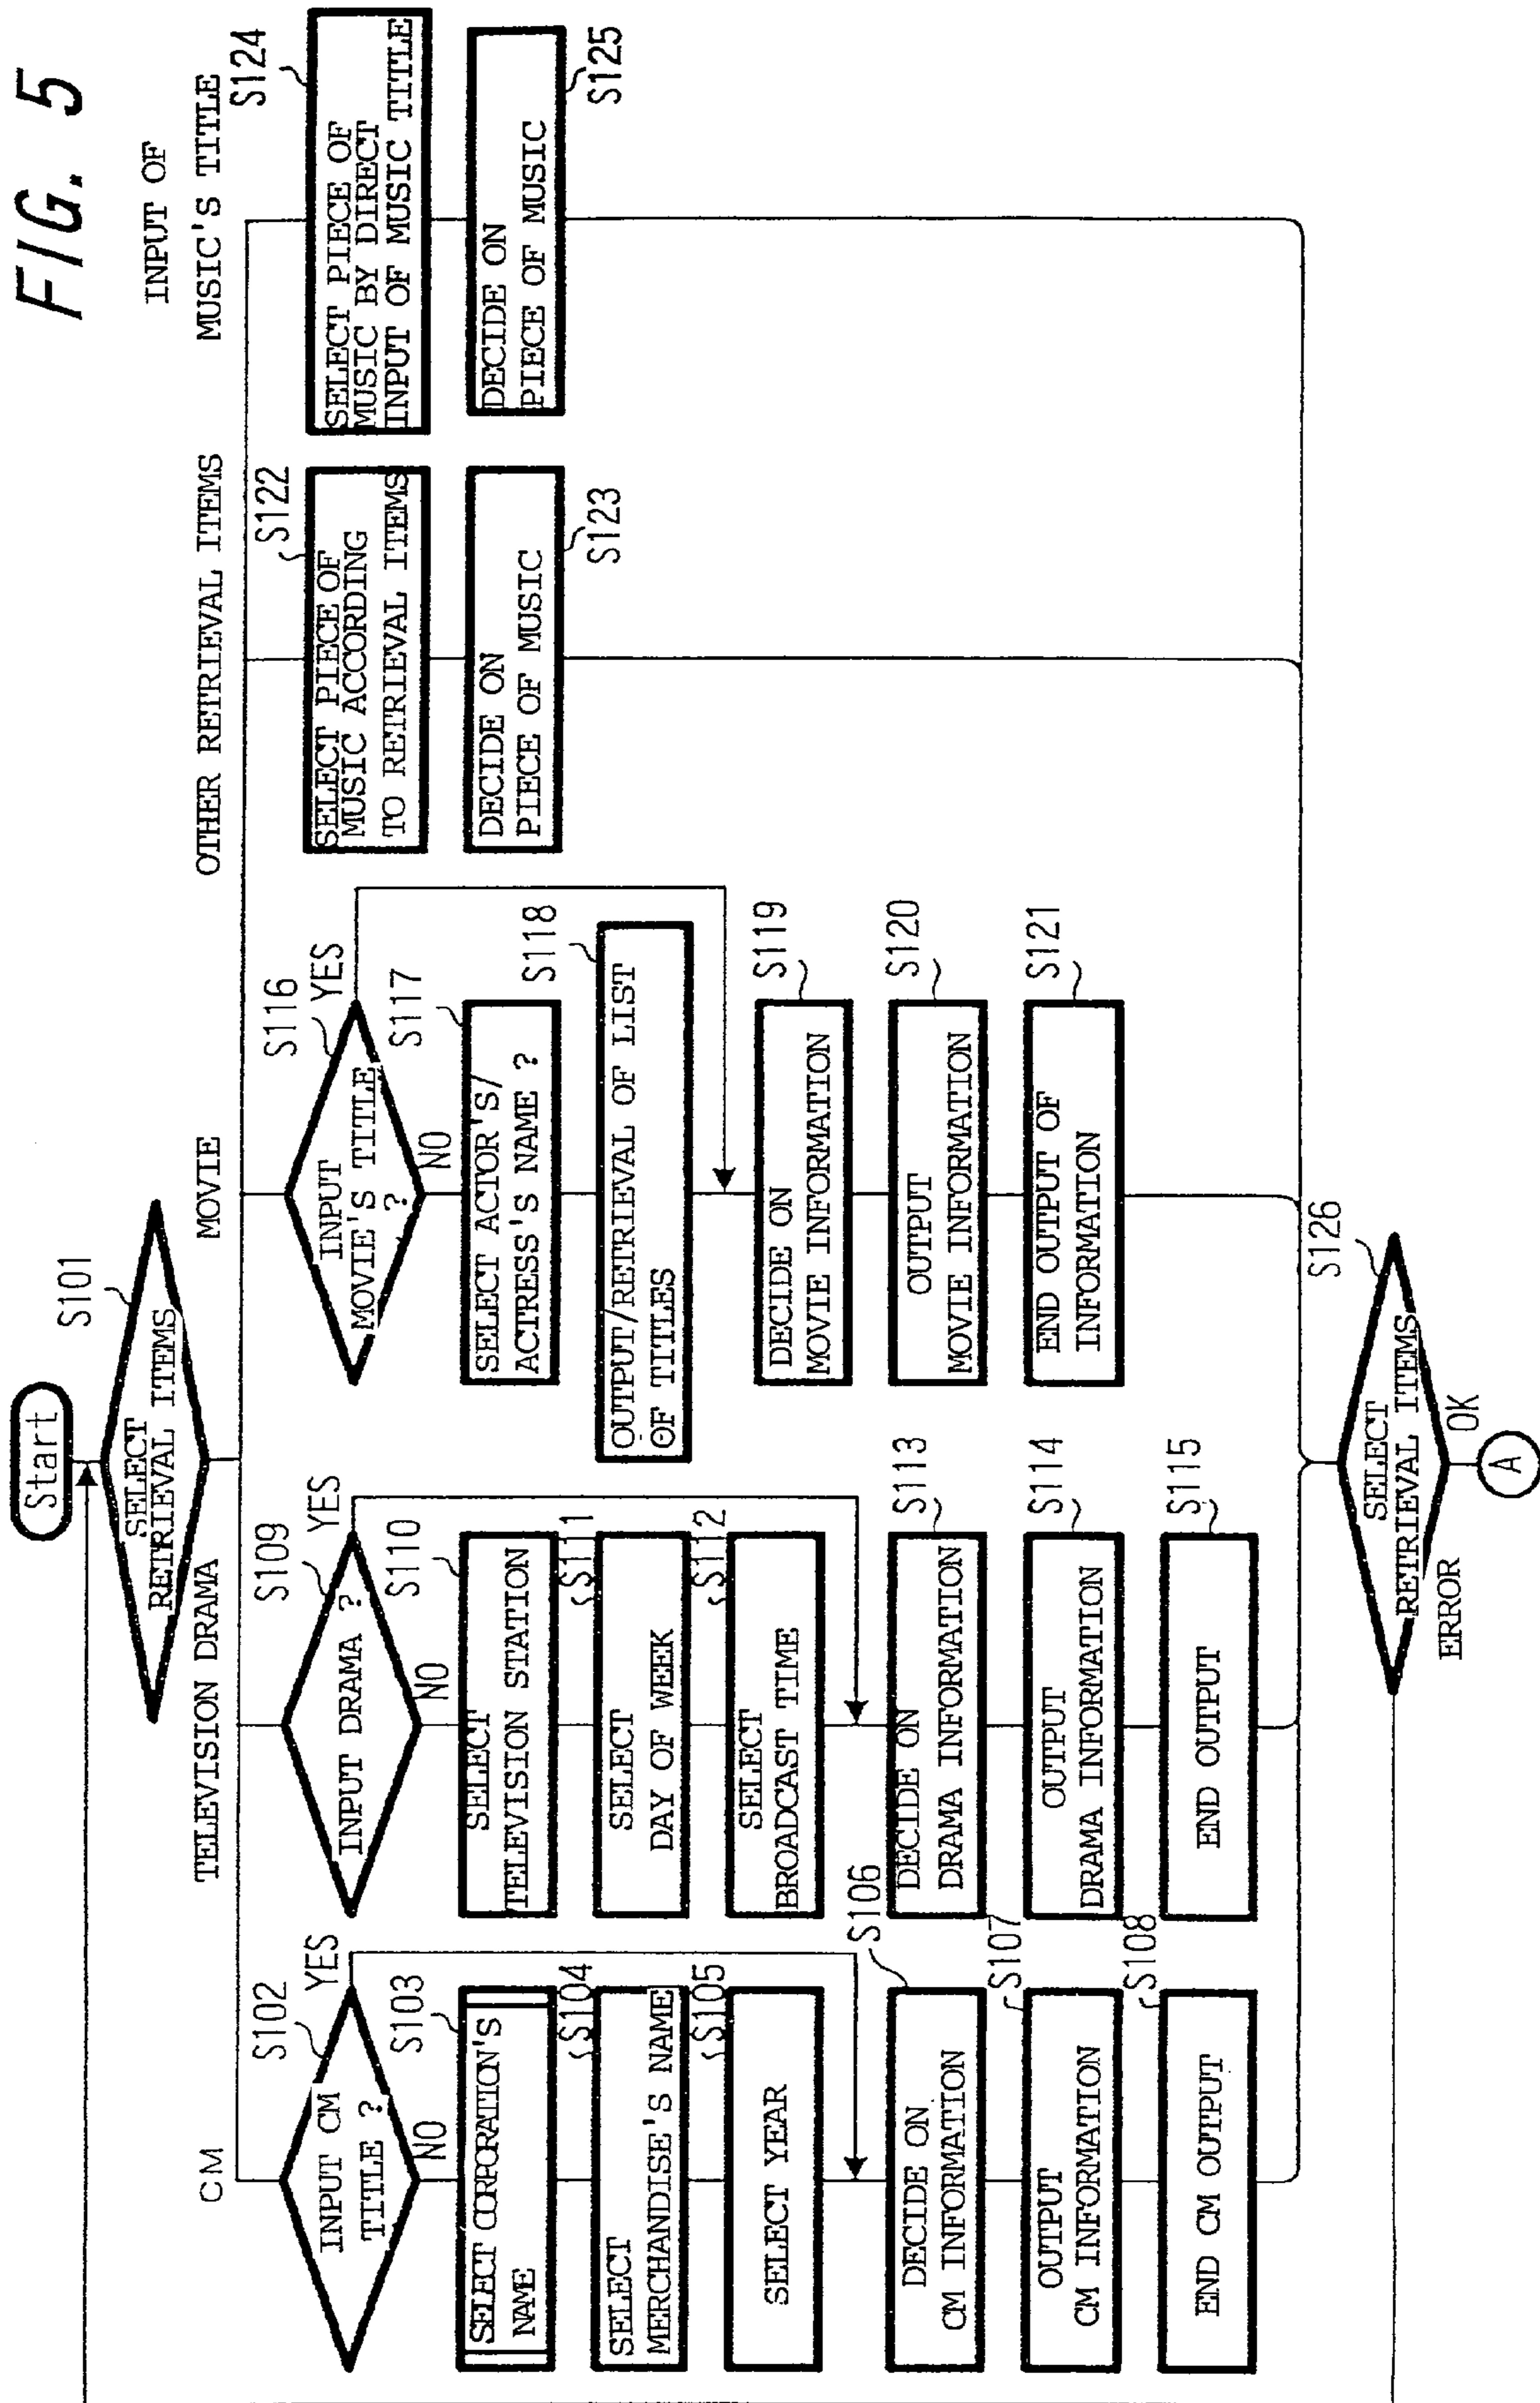 FIG. 5
Start
S101
SELECT
RETRIEVAL ITEMS
CM
TELEVISION DRAMA
MOVIE
OTHER RETRIEVAL ITEMS
INPUT OF
MUSIC'S TITLE
S102
INPUT CM
TITLE ?
YES
NO
S103
SELECT CORPORATION'S
NAME
S104
SELECT
MERCHANDISE'S NAME
S105
SELECT YEAR
S106
DECIDE ON
CM INFORMATION
S107
OUTPUT
CM INFORMATION
S108
END CM OUTPUT
S109
INPUT DRAMA ?
YES
NO
S110
SELECT
TELEVISION STATION
S111
SELECT
DAY OF WEEK
S112
SELECT
BROADCAST TIME
S113
DECIDE ON
DRAMA INFORMATION
S114
OUTPUT
DRAMA INFORMATION
S115
END OUTPUT
S116
INPUT
MOVIE'S TITLE
?
YES
NO
S117
SELECT ACTOR'S/
ACTRESS'S NAME ?
S118
OUTPUT/RETRIEVAL OF LIST
OF TITLES
S119
DECIDE ON
MOVIE INFORMATION
S120
OUTPUT
MOVIE INFORMATION
S121
END OUTPUT OF
INFORMATION
S122
SELECT PIECE OF
MUSIC ACCORDING
TO RETRIEVAL ITEMS
S123
DECIDE ON
PIECE OF MUSIC
S124
SELECT PIECE OF
MUSIC BY DIRECT
INPUT OF MUSIC TITLE
S125
DECIDE ON
PIECE OF MUSIC
S126
SELECT
RETRIEVAL ITEMS
ERROR
OK
A